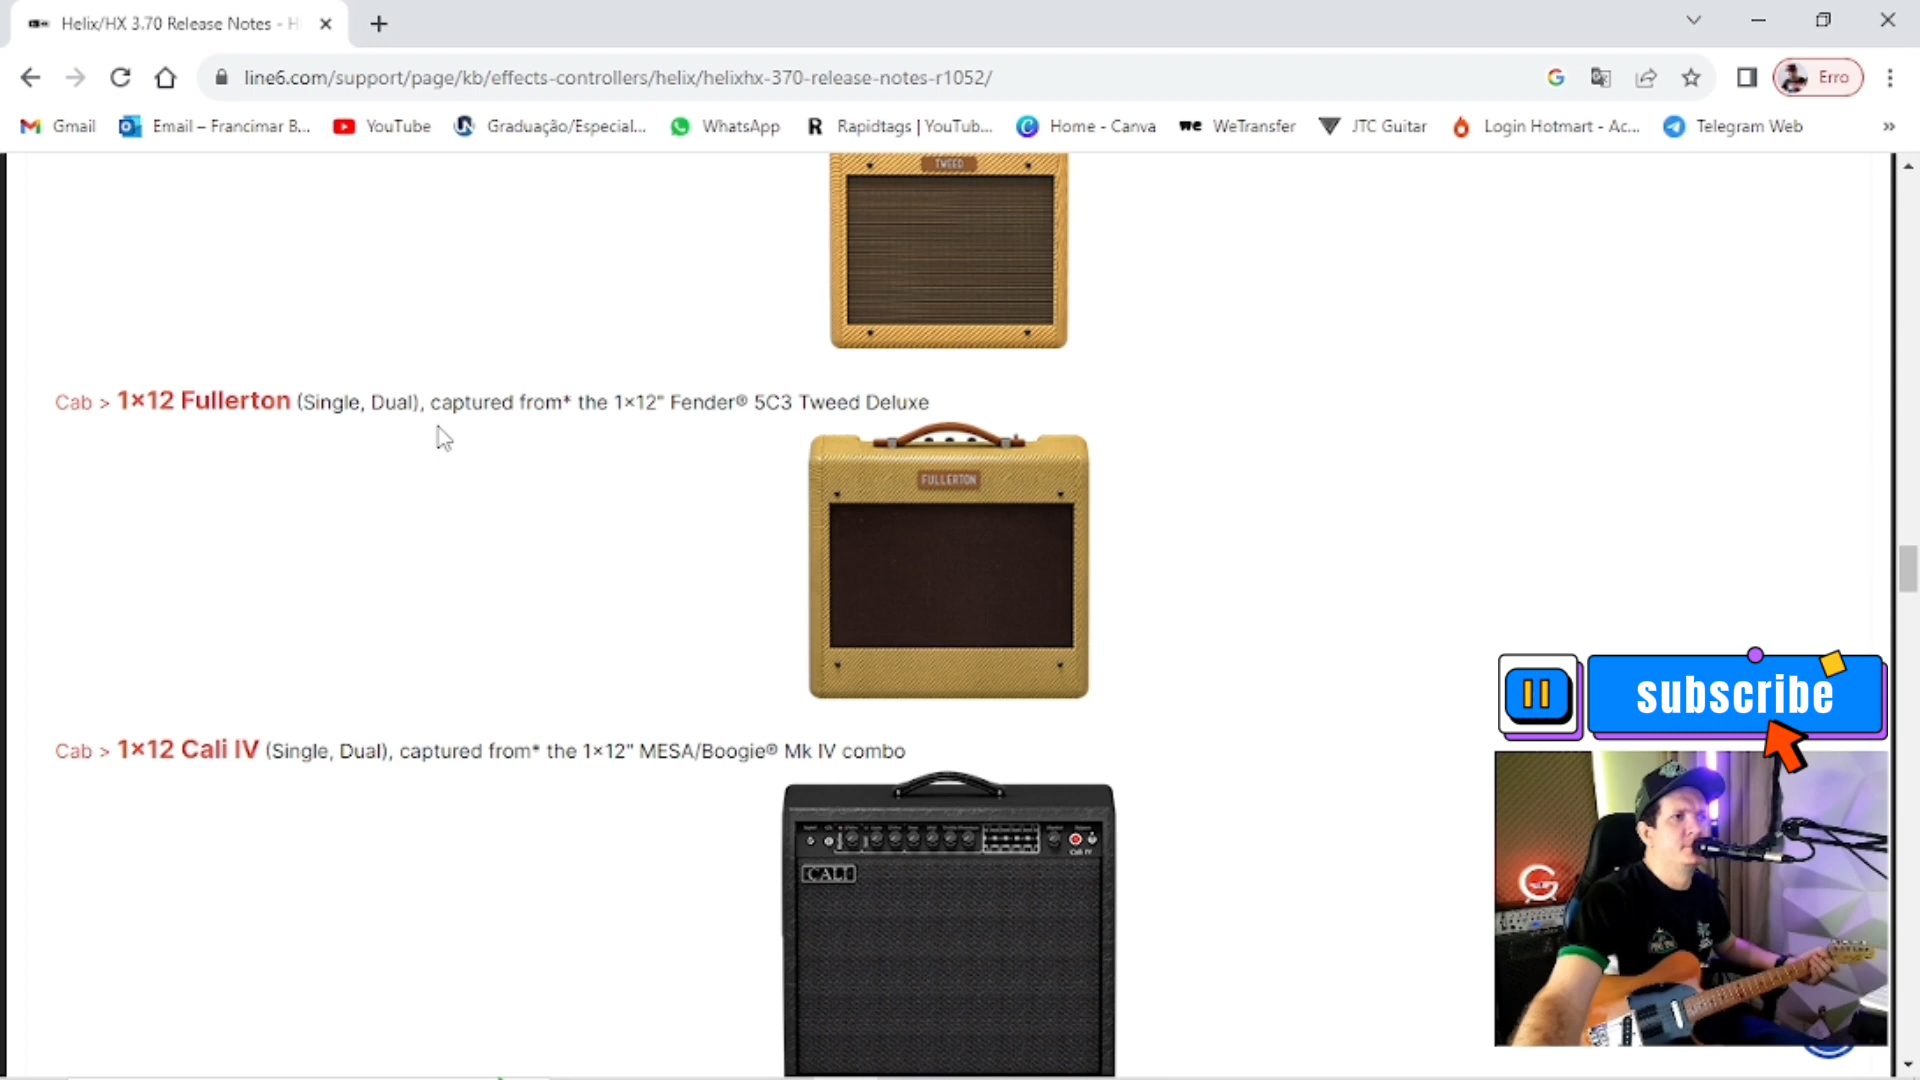 Helix/HX 3.70 Release Notes - H
line6.com/support/page/kb/effects-controllers/helix/helixhx-370-release-notes-r1052/
Erro
Gmail
Email – Francimar B...
YouTube
Graduação/Especial...
WhatsApp
Rapidtags | YouTub...
Home - Canva
WeTransfer
JTC Guitar
Login Hotmart - Ac...
Telegram Web
»
TWEED
Cab > 1×12 Fullerton (Single, Dual), captured from* the 1×12" Fender® 5C3 Tweed Deluxe
FULLERTON
subscribe
Cab > 1×12 Cali IV (Single, Dual), captured from* the 1×12" MESA/Boogie® Mk IV combo
Cali IV
CALI
G